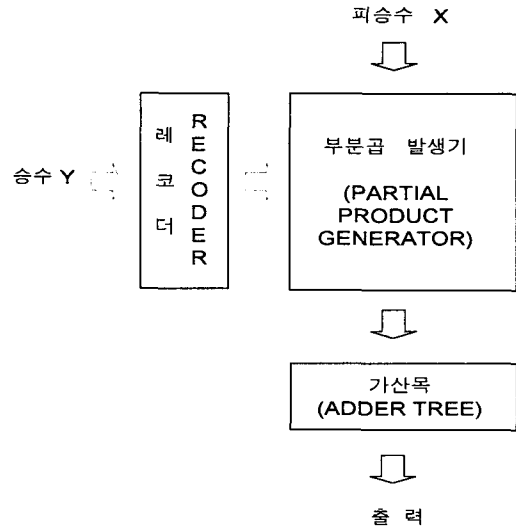 피승수 X
레코더
RECODER
승수 Y
부분곱 발생기
(PARTIAL
PRODUCT
GENERATOR)
가산목
(ADDER TREE)
출 력